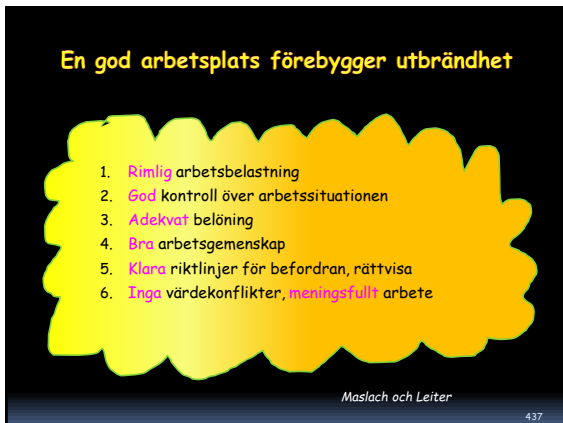 En god arbetsplats förebygger utbrändhet
1. Rimlig arbetsbelastning
2. God kontroll över arbetssituationen
3. Adekvat belöning
4. Bra arbetsgemenskap
5. Klara riktlinjer för befordran, rättvisa
6. Inga värdekonflikter, meningsfullt arbete
Maslach och Leiter
437